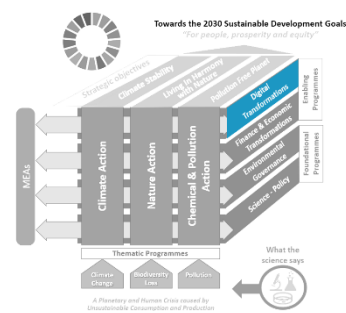 Towards the 2030 Sustainable Development Goals
"For people, prosperity and equity"
Strategic objectives
Climate Stability
Living in Harmony
with Nature
Pollution Free Planet
Digital
Transformations
Finance & Economic
Transformations
Environmental
Governance
Science - Policy
Enabling
Programmes
Foundational
Programmes
MEAs
Climate Action
Nature Action
Chemical & Pollution
Action
Thematic Programmes
Climate
Change
Biodiversity
loss
Pollution
What the
science says
A Planetary and Human Crisis caused by
Unsustainable Consumption and Production